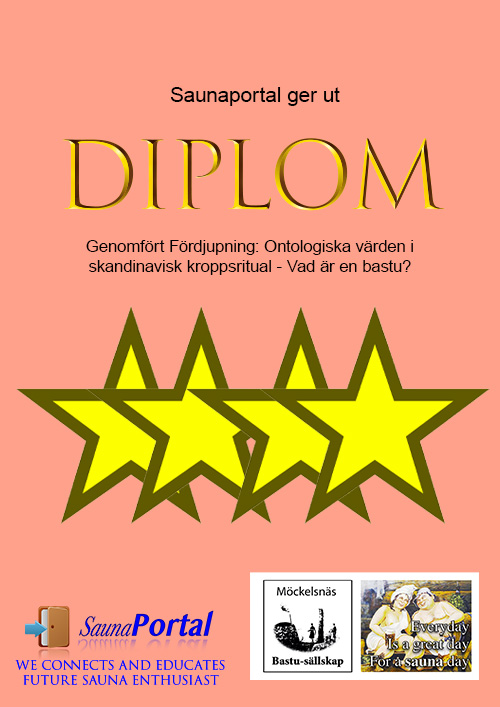 Saunaportal ger ut
DIPLOM
Genomfört Fördjupning: Ontologiska värden i
skandinavisk kroppsritual - Vad är en bastu?
SaunaPortal
WE CONNECTS AND EDUCATES
FUTURE SAUNA ENTHUSIAST
Möckelsnäs
Bastu-sällskap
Everyday
Is a great day
For a sauna day